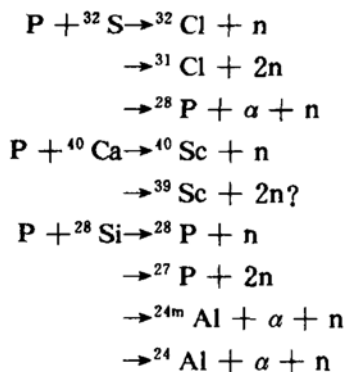 P + ³²S→³²Cl + n
→³¹Cl + 2n
→²⁸P + α + n
P + ⁴⁰Ca→⁴⁰Sc + n
→³⁹Sc + 2n?
P + ²⁸Si→²⁸P + n
→²⁷P + 2n
→²⁴ᵐAl + α + n
→²⁴Al + α + n